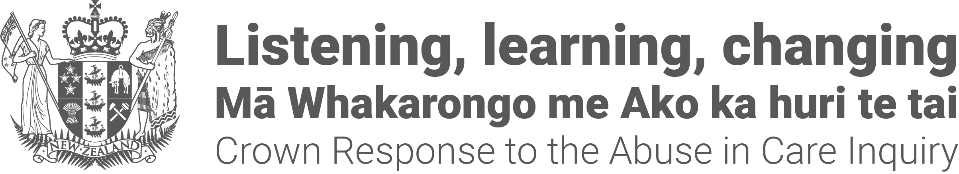 NEW ZEALAND
Listening, learning, changing
Mā Whakarongo me Ako ka huri te tai
Crown Response to the Abuse in Care Inquiry